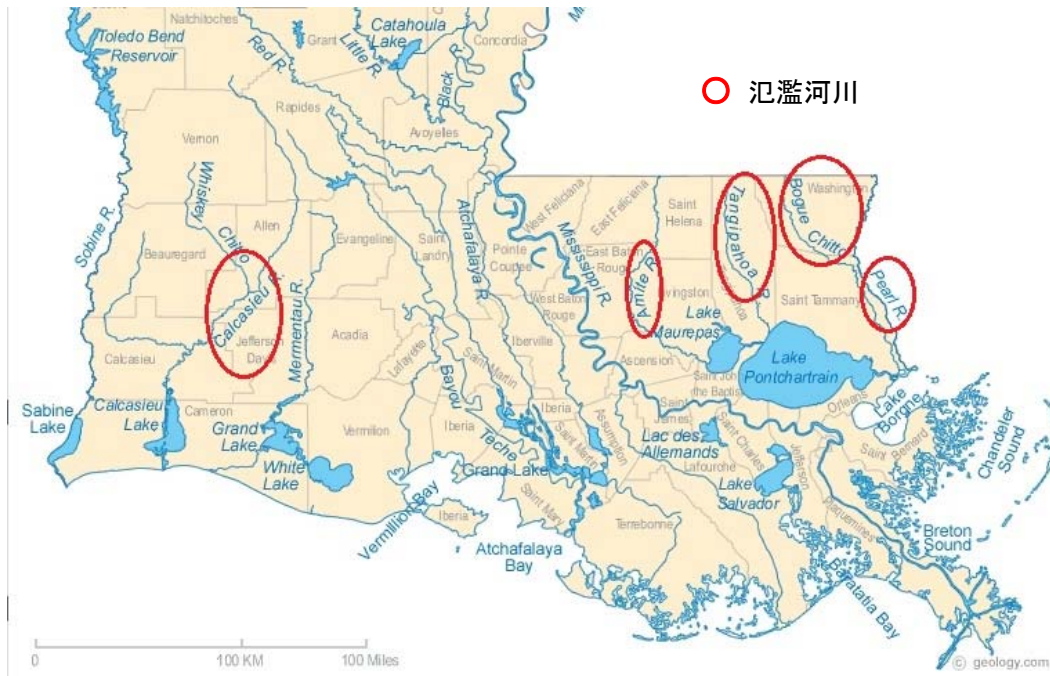 Natchitoches
Toledo Bend
Reservoir
Grant
Red R.
Little R.
Catahoula
Lake
Black R.
Concordia
Mi
氾濫河川
Rapides
Avoyelles
Vernon
Whiskey
Chitto
Sobine R.
Allen
Beauregard
Evangeline
Saint
Landry
Atchafalaya R.
Pointe
Coupee
West Feliciana
East Feliciana
Saint
Helena
Tangipahoa R.
Bogue
Chitto
Washington
Mississippi R.
East Baton
Rouge
Amite R.
Livingston
Saint Tammany
Pearl R.
Calcasieu R.
Mermentau R.
Jefferson
Davis
Acadia
Lafayette
West Baton
Rouge
Lake
Maurepas
Calcasieu
Saint Martin
Iberville
Ascension
Lake
Pontchartrain
Saint John
the Baptist
Bayou
Teche
Sabine
Lake
Calcasieu
Lake
Cameron
Grand
Lake
White
Lake
Vermilion
Iberia
Iberia
Saint Martin
Assumption
Saint
James
Orleans
Lake
Borgne
Lac des
Allemands
Saint Charles
Jefferson
Saint Bernard
Chandeler
Sound
Grand Lake
Lafourche
Lake
Salvador
Vermillion Bay
Iberia
Saint Mary
Terrebonne
Plaquemines
Breton
Sound
Atchafalaya
Bay
Baratatia Bay
0
100 KM
100 Miles
© geology.com